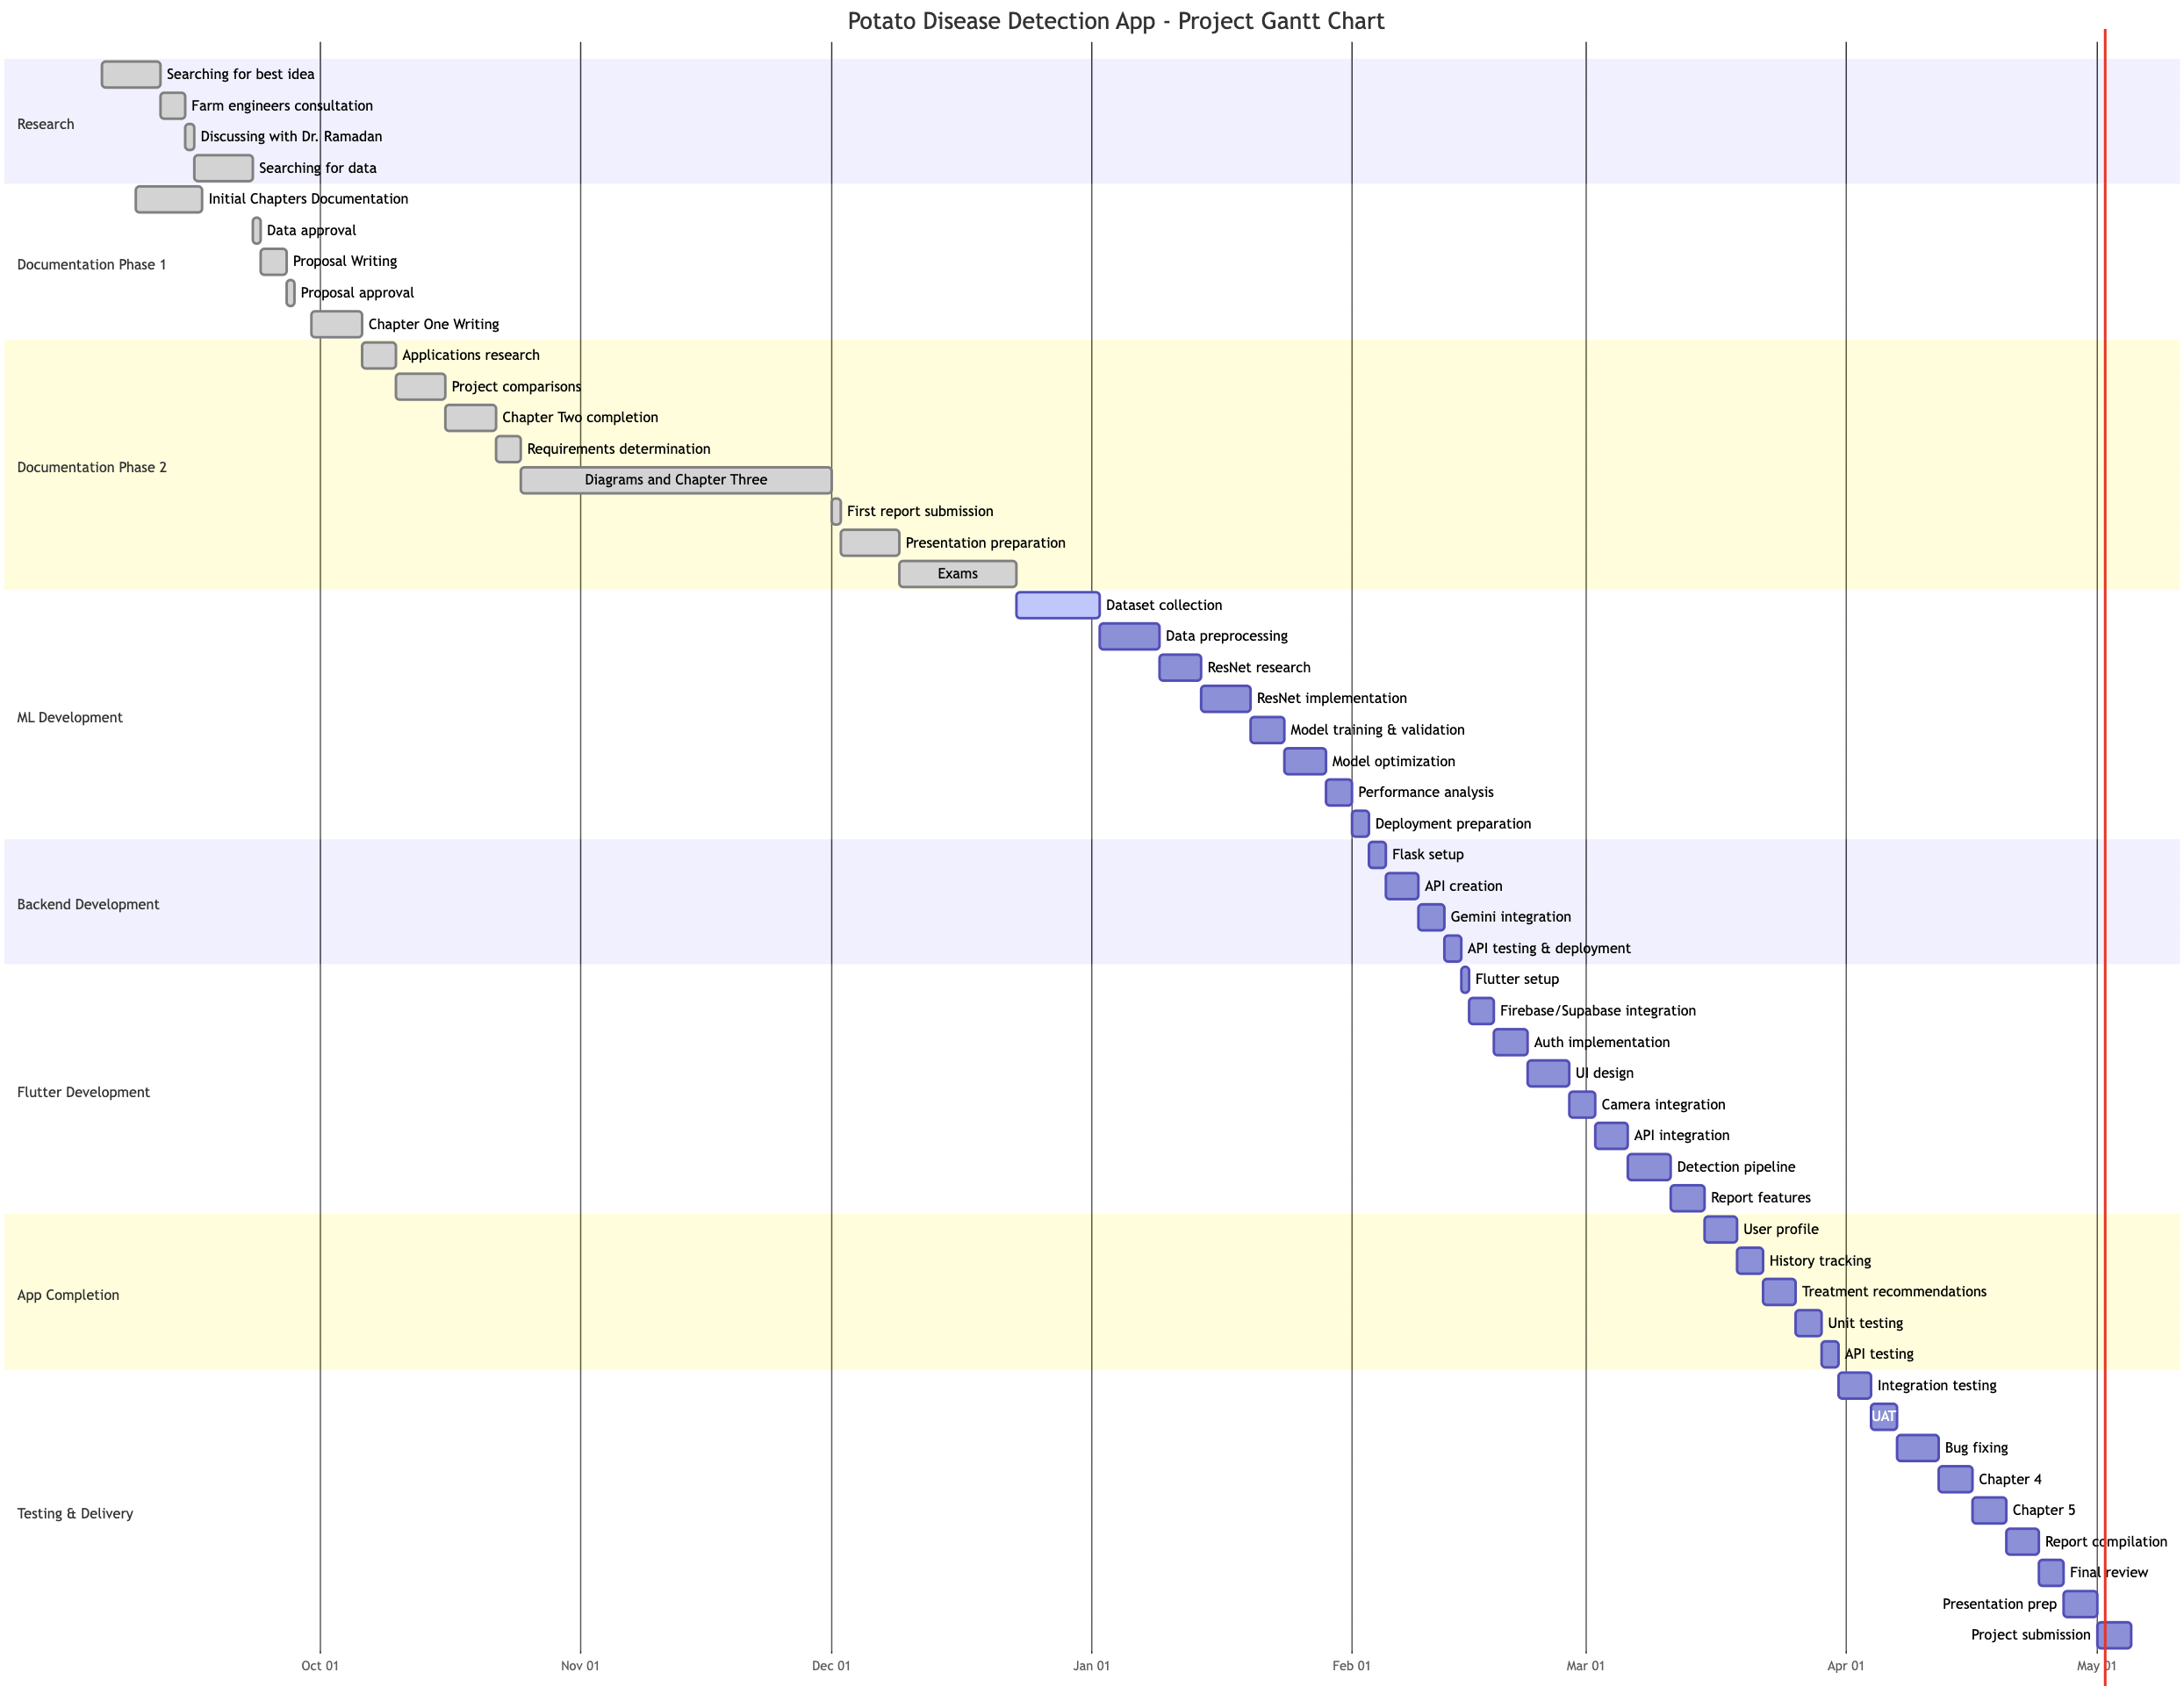 Potato Disease Detection App - Project Gantt Chart
Research
Searching for best idea
Farm engineers consultation
Discussing with Dr. Ramadan
Searching for data
Documentation Phase 1
Initial Chapters Documentation
Data approval
Proposal Writing
Proposal approval
Chapter One Writing
Documentation Phase 2
Applications research
Project comparisons
Chapter Two completion
Requirements determination
Diagrams and Chapter Three
First report submission
Presentation preparation
Exams
ML Development
Dataset collection
Data preprocessing
ResNet research
ResNet implementation
Model training & validation
Model optimization
Performance analysis
Deployment preparation
Backend Development
Flask setup
API creation
Gemini integration
API testing & deployment
Flutter Development
Flutter setup
Firebase/Supabase integration
Auth implementation
UI design
Camera integration
API integration
Detection pipeline
Report features
App Completion
User profile
History tracking
Treatment recommendations
Unit testing
API testing
Testing & Delivery
Integration testing
UAT
Bug fixing
Chapter 4
Chapter 5
Report compilation
Final review
Presentation prep
Project submission
Oct 01
Nov 01
Dec 01
Jan 01
Feb 01
Mar 01
Apr 01
May 01